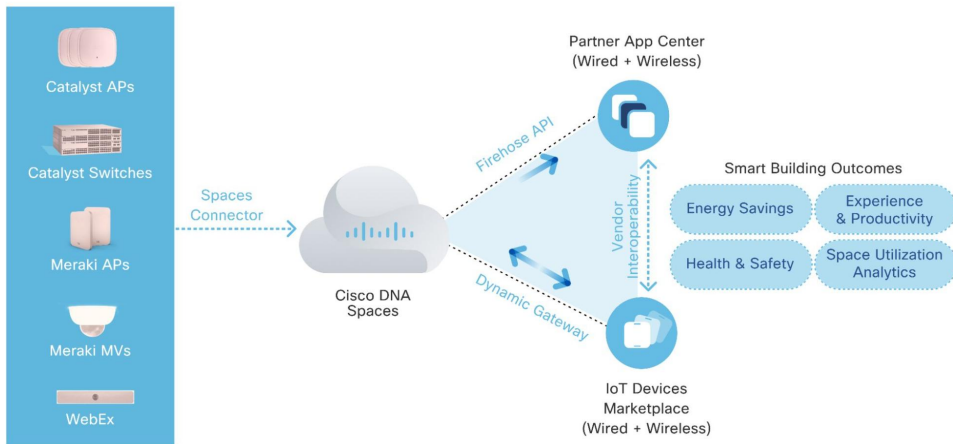 Catalyst APs
Catalyst Switches
Meraki APs
Meraki MVs
WebEx
Spaces
Connector
Cisco DNA
Spaces
Firehose API
Dynamic Gateway
Partner App Center
(Wired + Wireless)
Vendor
Interoperability
IoT Devices
Marketplace
(Wired + Wireless)
Smart Building Outcomes
Energy Savings
Experience
& Productivity
Health & Safety
Space Utilization
Analytics